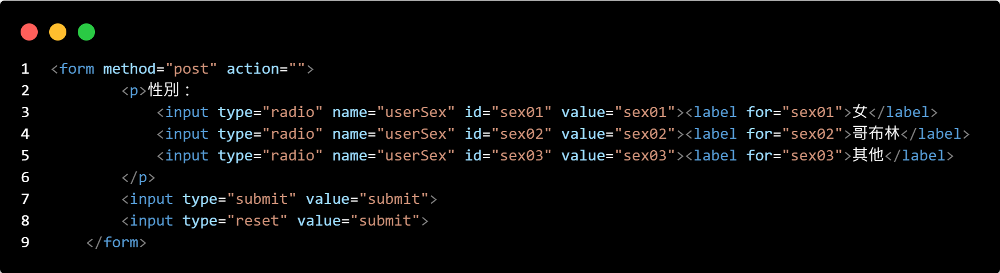 1 <form method="post" action="">
2 <p>性別：
3 <input type="radio" name="userSex" id="sex01" value="sex01"><label for="sex01">女</label>
4 <input type="radio" name="userSex" id="sex02" value="sex02"><label for="sex02">哥布林</label>
5 <input type="radio" name="userSex" id="sex03" value="sex03"><label for="sex03">其他</label>
6 </p>
7 <input type="submit" value="submit">
8 <input type="reset" value="submit">
9 </form>